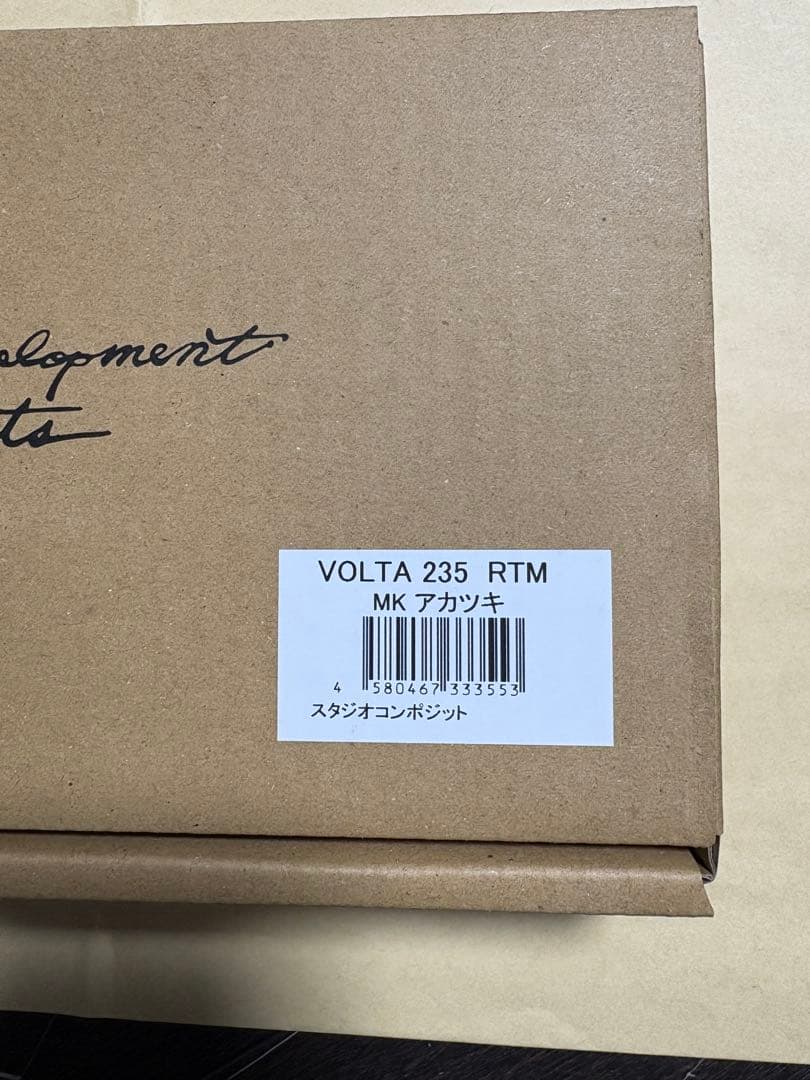 elopment
ts
VOLTA 235 RTM
MK アカツキ
4 580467 333553
スタジオコンポジット